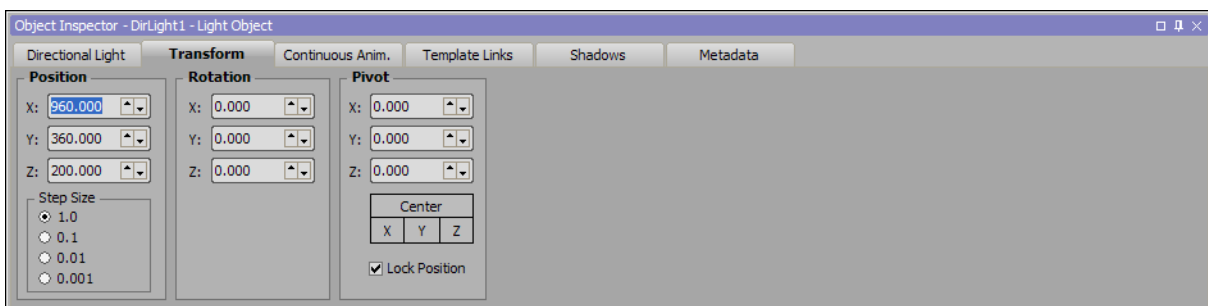 Object Inspector - DirLight1 - Light Object
Directional Light Transform Continuous Anim. Template Links Shadows Metadata
Position Rotation Pivot
X: 960.000 X: 0.000 X: 0.000
Y: 360.000 Y: 0.000 Y: 0.000
Z: 200.000 Z: 0.000 Z: 0.000
Step Size
1.0
0.1
0.01
0.001
Center
X Y Z
Lock Position